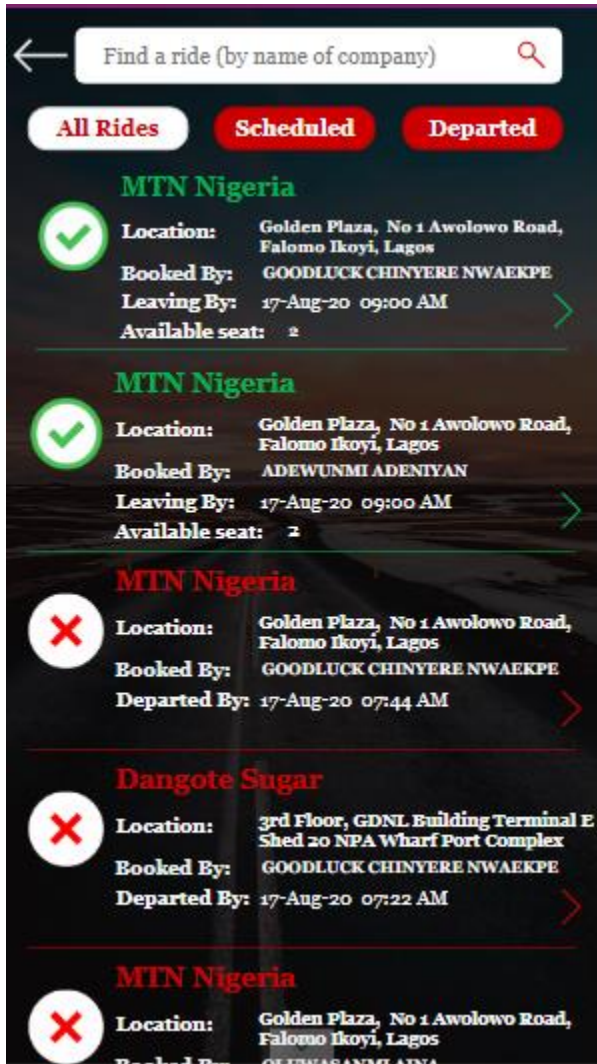 Find a ride (by name of company)
All Rides Scheduled Departed
MTN Nigeria
Location: Golden Plaza, No 1 Awolowo Road,
Falomo Ikoyi, Lagos
Booked By: GOODLUCK CHINYERE NWAEKPE
Leaving By: 17-Aug-20 09:00 AM
Available seat: 2
MTN Nigeria
Location: Golden Plaza, No 1 Awolowo Road,
Falomo Ikoyi, Lagos
Booked By: ADEWUNMI ADENIYAN
Leaving By: 17-Aug-20 09:00 AM
Available seat: 2
MTN Nigeria
Location: Golden Plaza, No 1 Awolowo Road,
Falomo Ikoyi, Lagos
Booked By: GOODLUCK CHINYERE NWAEKPE
Departed By: 17-Aug-20 07:44 AM
Dangote Sugar
Location: 3rd Floor, GDNL Building Terminal E
Shed 20 NPA Wharf Port Complex
Booked By: GOODLUCK CHINYERE NWAEKPE
Departed By: 17-Aug-20 07:22 AM
MTN Nigeria
Location: Golden Plaza, No 1 Awolowo Road,
Falomo Ikoyi, Lagos
Booked By: OLUWASANMI AINA